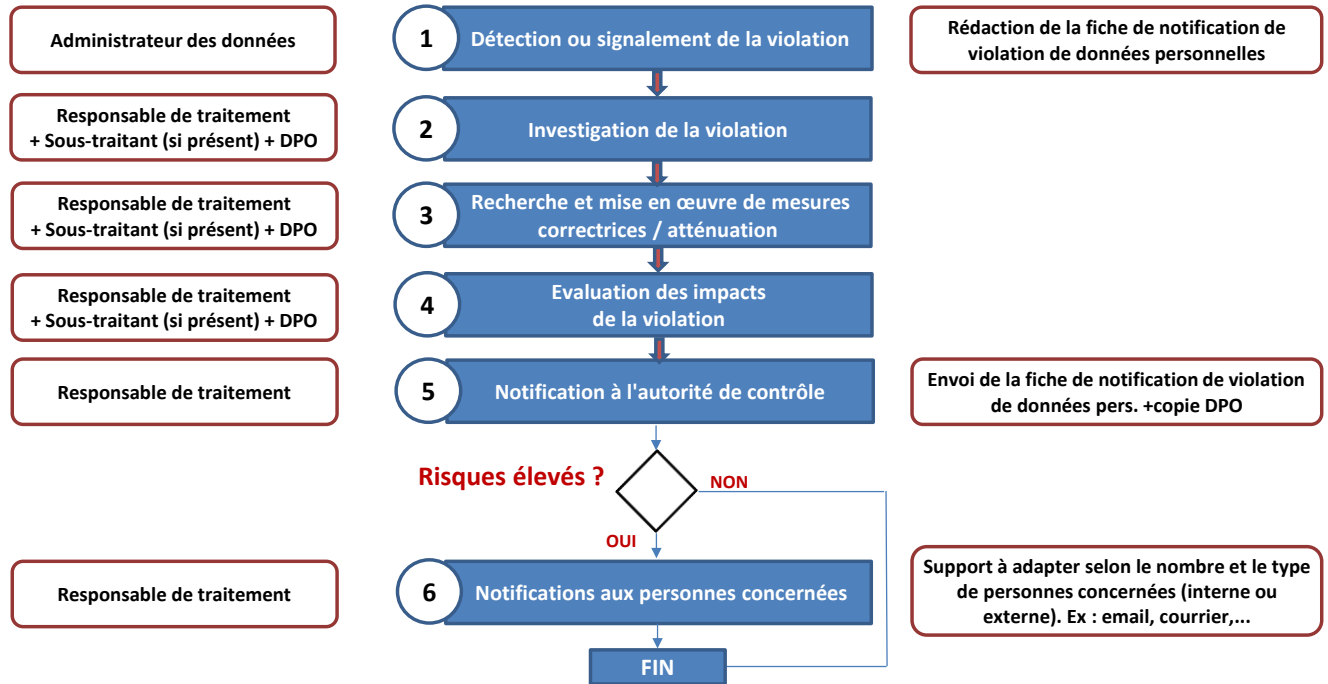 Administrateur des données
1
Détection ou signalement de la violation
Rédaction de la fiche de notification de
violation de données personnelles
Responsable de traitement
+ Sous-traitant (si présent) + DPO
2
Investigation de la violation
Responsable de traitement
+ Sous-traitant (si présent) + DPO
3
Recherche et mise en œuvre de mesures
correctrices / atténuation
Responsable de traitement
+ Sous-traitant (si présent) + DPO
4
Evaluation des impacts
de la violation
Responsable de traitement
5
Notification à l'autorité de contrôle
Envoi de la fiche de notification de violation
de données pers. +copie DPO
Risques élevés ?
NON
OUI
Responsable de traitement
6
Notifications aux personnes concernées
Support à adapter selon le nombre et le type
de personnes concernées (interne ou
externe). Ex : email, courrier,...
FIN